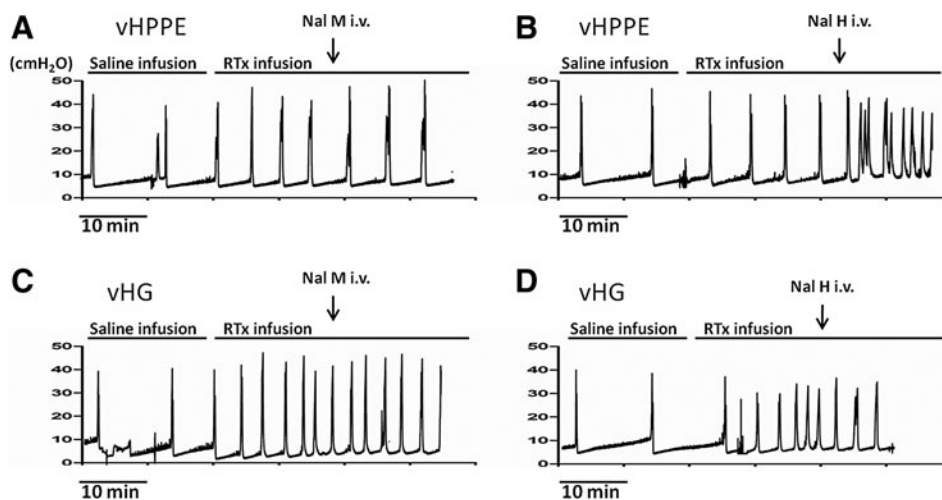 A
vHPPE
Nal M i.v.
(cmH₂O)
Saline infusion
RTx infusion
50
40
30
20
10
0
10 min
B
vHPPE
Nal H i.v.
Saline infusion
RTx infusion
50
40
30
20
10
0
10 min
C
vHG
Nal M i.v.
Saline infusion
RTx infusion
50
40
30
20
10
0
10 min
D
vHG
Nal H i.v.
Saline infusion
RTx infusion
50
40
30
20
10
0
10 min